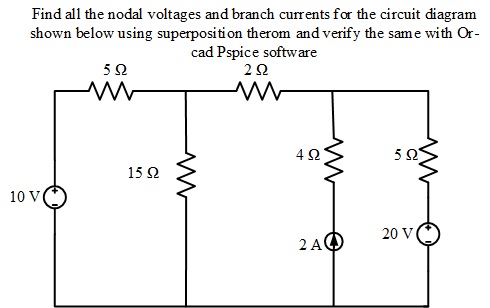 Find all the nodal voltages and branch currents for the circuit diagram
shown below using superposition therom and verify the same with Or-
cad Pspice software
5 Ω
2 Ω
4 Ω
5 Ω
15 Ω
10 V
2 A
20 V